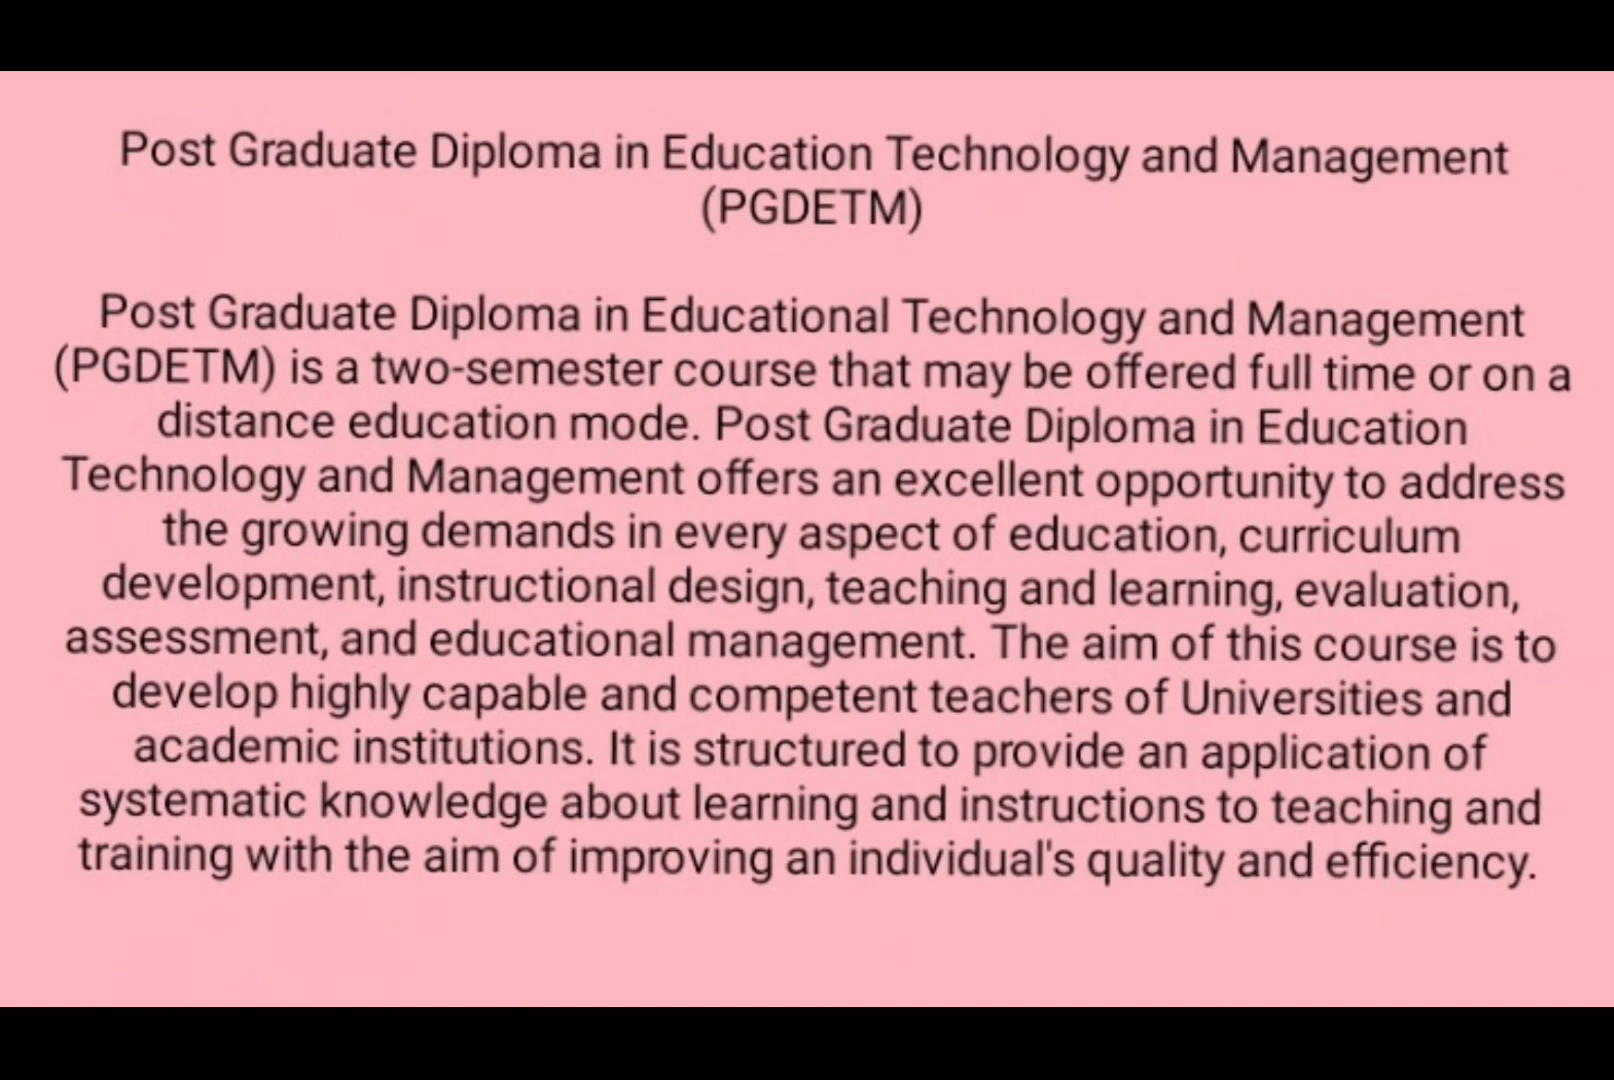 Post Graduate Diploma in Education Technology and Management
(PGDETM)
Post Graduate Diploma in Educational Technology and Management
(PGDETM) is a two-semester course that may be offered full time or on a
distance education mode. Post Graduate Diploma in Education
Technology and Management offers an excellent opportunity to address
the growing demands in every aspect of education, curriculum
development, instructional design, teaching and learning, evaluation,
assessment, and educational management. The aim of this course is to
develop highly capable and competent teachers of Universities and
academic institutions. It is structured to provide an application of
systematic knowledge about learning and instructions to teaching and
training with the aim of improving an individual's quality and efficiency.